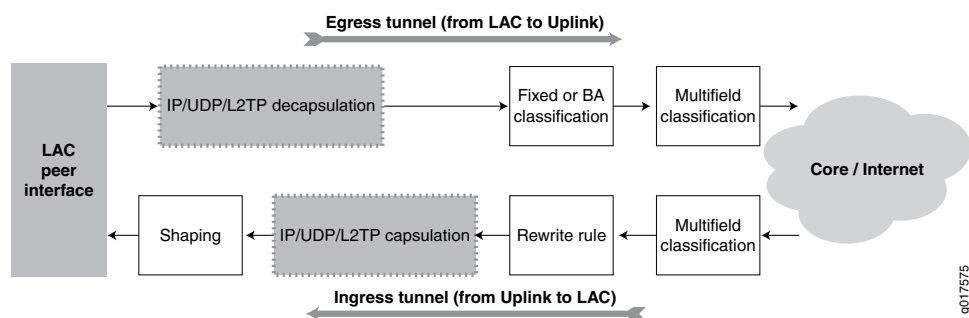 Egress tunnel (from LAC to Uplink)
LAC
peer
interface
IP/UDP/L2TP decapsulation
Fixed or BA
classification
Multifield
classification
Core / Internet
Shaping
IP/UDP/L2TP capsulation
Rewrite rule
Multifield
classification
Ingress tunnel (from Uplink to LAC)
g017575